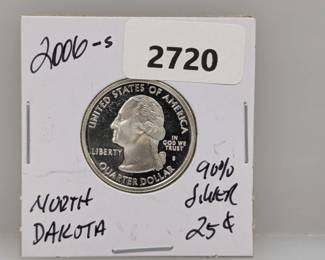 2006-S
2720
UNITED STATES OF AMERICA
LIBERTY
IN
GOD WE
TRUST
S
QUARTER DOLLAR
NORTH
DAKOTA
90%
SILVER
25¢